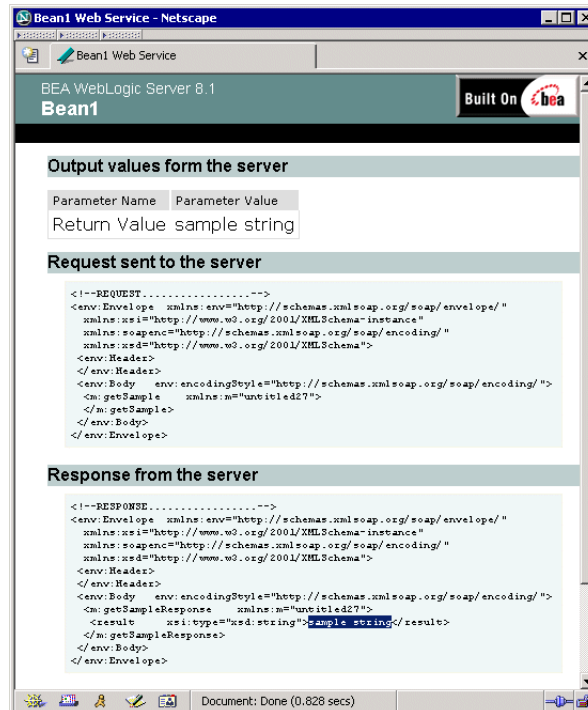 Bean1 Web Service - Netscape
Bean1 Web Service
BEA WebLogic Server 8.1
Bean1
Built On bea
Output values form the server
Parameter Name Parameter Value
Return Value sample string
Request sent to the server
<!--REQUEST.................-->
<env:Envelope xmlns:env="http://schemas.xmlsoap.org/soap/envelope/"
xmlns:xsi="http://www.w3.org/2001/XMLSchema-instance"
xmlns:soapenc="http://schemas.xmlsoap.org/soap/encoding/"
xmlns:xsd="http://www.w3.org/2001/XMLSchema">
<env:Header>
</env:Header>
<env:Body env:encodingStyle="http://schemas.xmlsoap.org/soap/encoding/">
<m:getSample xmlns:m="untitled27">
</m:getSample>
</env:Body>
</env:Envelope>
Response from the server
<!--RESPONSE.................-->
<env:Envelope xmlns:env="http://schemas.xmlsoap.org/soap/envelope/"
xmlns:xsi="http://www.w3.org/2001/XMLSchema-instance"
xmlns:soapenc="http://schemas.xmlsoap.org/soap/encoding/"
xmlns:xsd="http://www.w3.org/2001/XMLSchema">
<env:Header>
</env:Header>
<env:Body env:encodingStyle="http://schemas.xmlsoap.org/soap/encoding/">
<m:getSampleResponse xmlns:m="untitled27">
<result xsi:type="xsd:string">sample string</result>
</m:getSampleResponse>
</env:Body>
</env:Envelope>
Document: Done (0.828 secs)